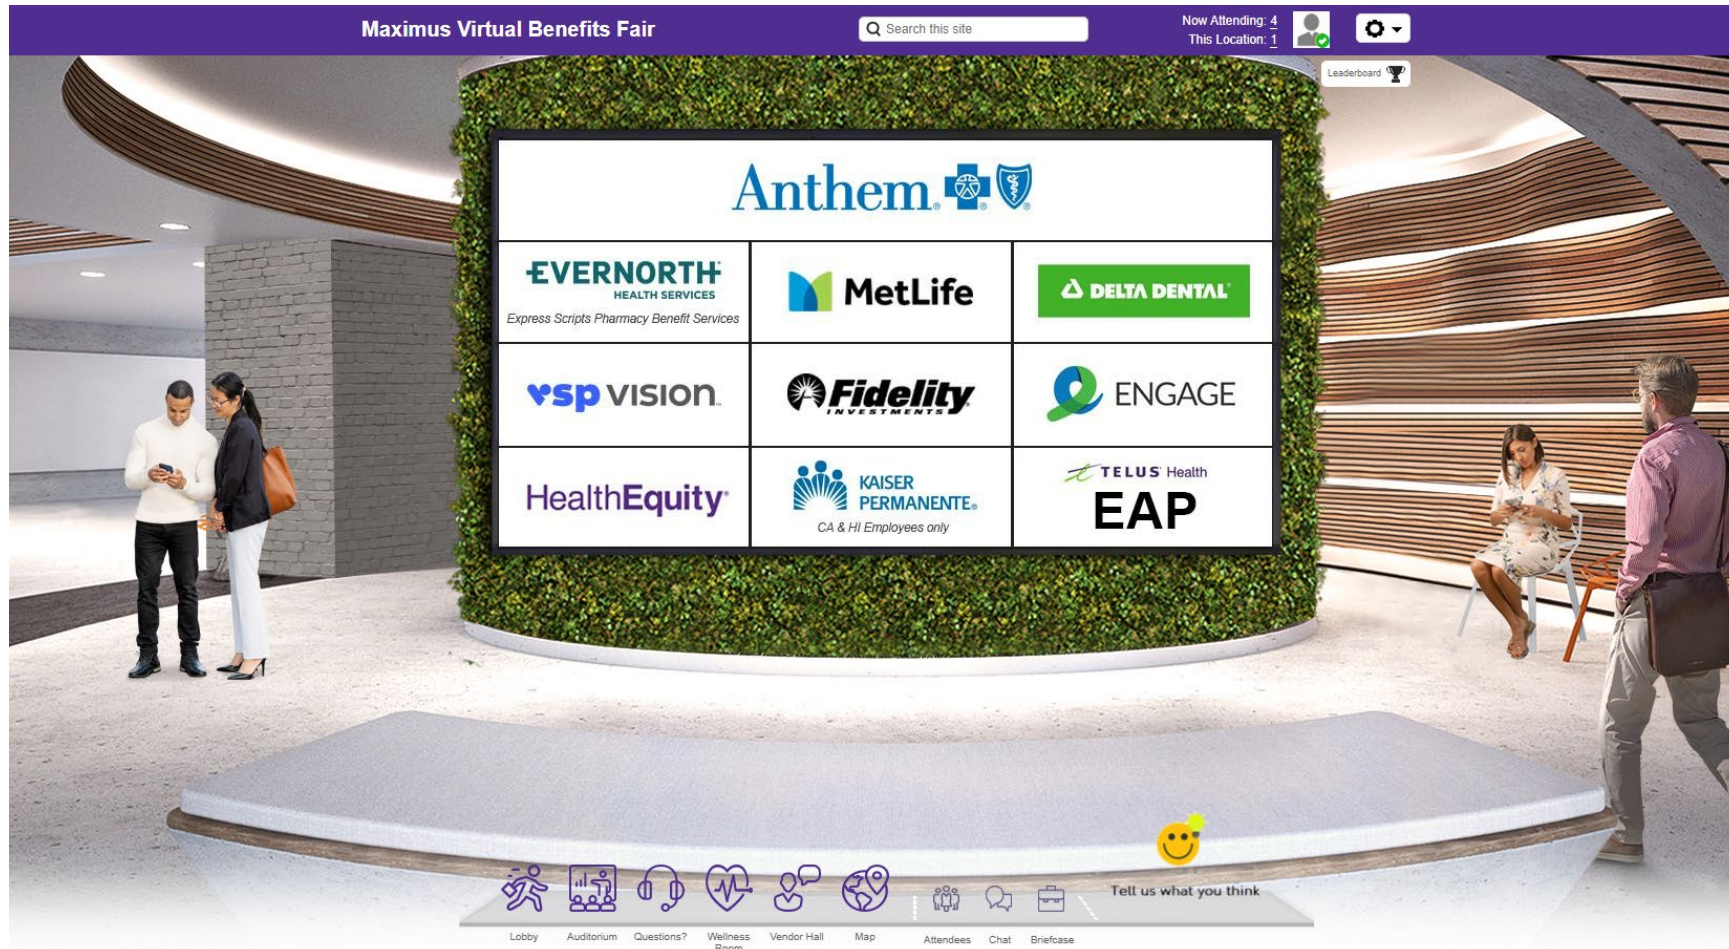 Maximus Virtual Benefits Fair
Search this site
Now Attending: 4
This Location: 1
Leaderboard
Anthem.
EVERNORTH
HEALTH SERVICES
Express Scripts Pharmacy Benefit Services
MetLife
DELTA DENTAL
vsp vision
Fidelity
INVESTMENTS
ENGAGE
HealthEquity
KAISER
PERMANENTE®
CA & HI Employees only
TELUS Health
EAP
Tell us what you think
Lobby
Auditorium
Questions?
Wellness
Room
Vendor Hall
Map
Attendees
Chat
Briefcase